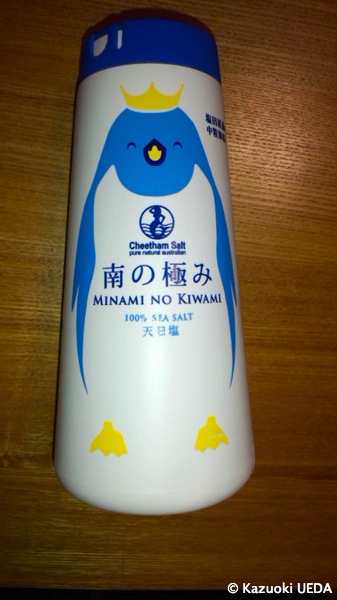 Cheetham Salt
pure natural australian
南の極み
MINAMI NO KIWAMI
100% SEA SALT
天日塩
© Kazuoki UEDA